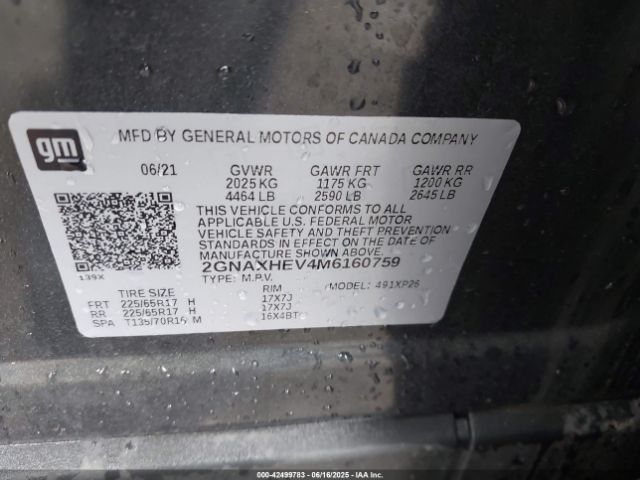 gm
MFD BY GENERAL MOTORS OF CANADA COMPANY
06/21 GVWR GAWR FRT GAWR RR
2025 KG 1175 KG 1200 KG
4464 LB 2590 LB 2645 LB
THIS VEHICLE CONFORMS TO ALL
APPLICABLE U.S. FEDERAL MOTOR
VEHICLE SAFETY AND THEFT PREVENTION
STANDARDS IN EFFECT ON THE DATE OF
MANUFACTURE SHOWN ABOVE.
2GNAXHEV4M6160759
139X TYPE: M.P.V. MODEL: 491XP26
TIRE SIZE RIM
FRT 225/65R17 H 17X7J
RR 225/65R17 H 17X7J
SPA T135/70R16 M 16X4BT
000-42499783 - 06/16/2025 - IAAI.COM